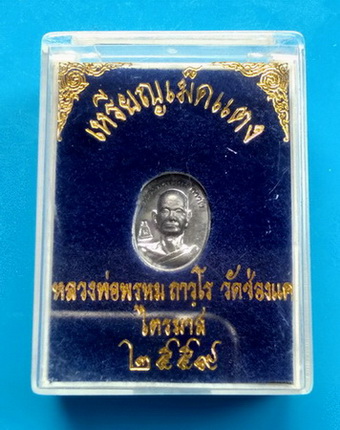 เหรียญเม็ดแตง
หลวงพ่อพรหม ถาวโร วัดช่องแค
ไตรมาส
๒๕๕๙